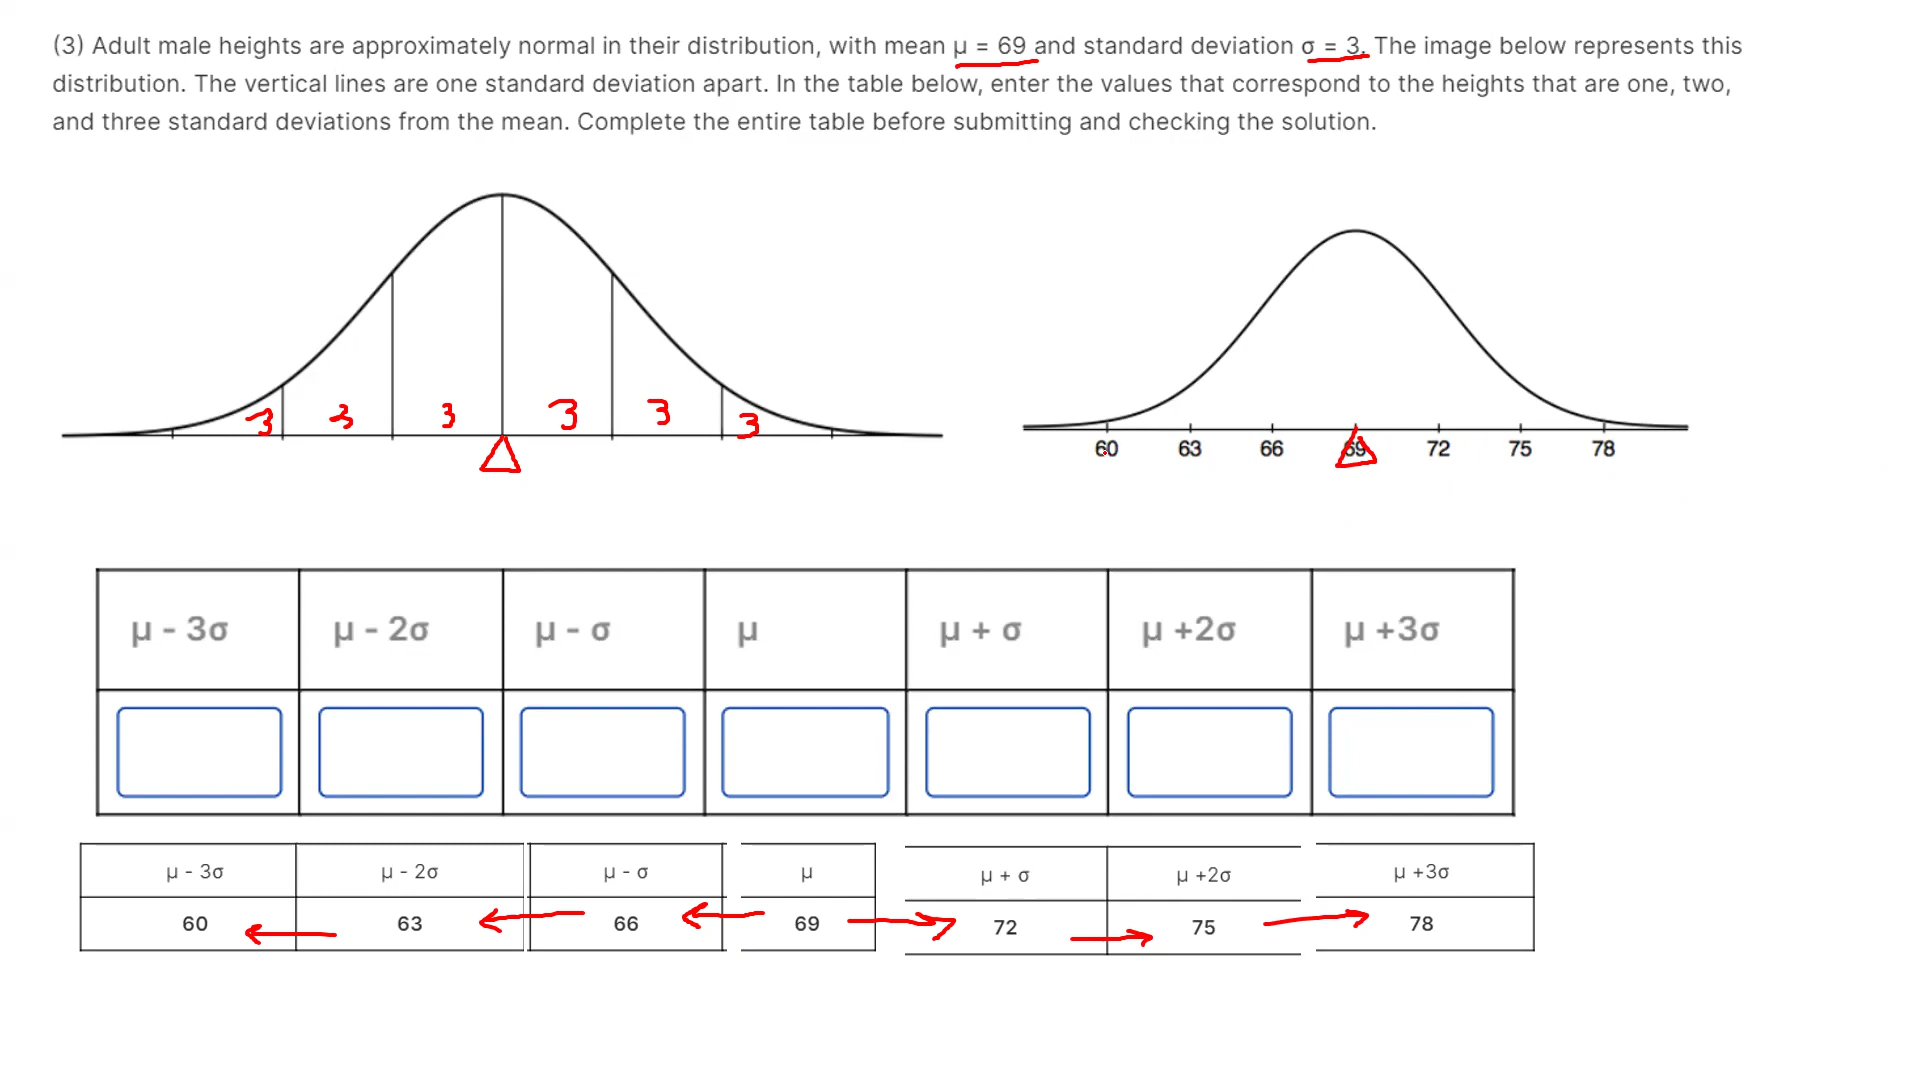 (3) Adult male heights are approximately normal in their distribution, with mean μ = 69 and standard deviation σ = 3. The image below represents this
distribution. The vertical lines are one standard deviation apart. In the table below, enter the values that correspond to the heights that are one, two,
and three standard deviations from the mean. Complete the entire table before submitting and checking the solution.
3 3 3 3 3 3
60 63 66 69 72 75 78
μ - 3σ μ - 2σ μ - σ μ μ + σ μ +2σ μ +3σ
μ - 3σ μ - 2σ μ - σ μ μ + σ μ +2σ μ +3σ
60 63 66 69 72 75 78